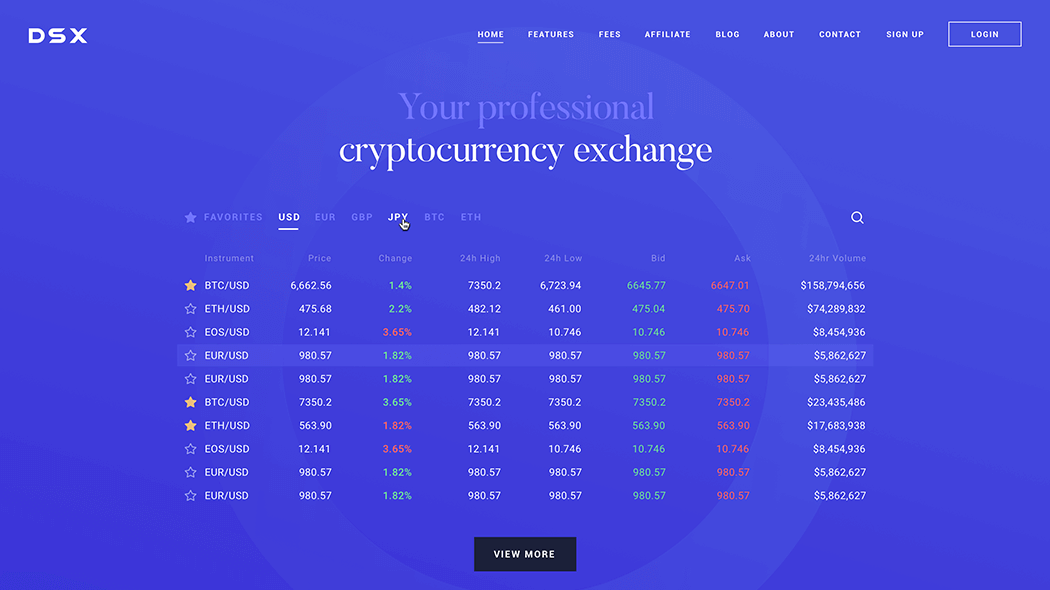 DSX HOME FEATURES FEES AFFILIATE BLOG ABOUT CONTACT SIGN UP LOGIN
Your professional
cryptocurrency exchange
FAVORITES USD EUR GBP JPY BTC ETH
Instrument Price Change 24h High 24h Low Bid Ask 24hr Volume
BTC/USD 6,662.56 1.4% 7350.2 6,723.94 6645.77 6647.01 $158,794,656
ETH/USD 475.68 2.2% 482.12 461.00 475.04 475.70 $74,289,832
EOS/USD 12.141 3.65% 12.141 10.746 10.746 10.746 $8,454,936
EUR/USD 980.57 1.82% 980.57 980.57 980.57 980.57 $5,862,627
EUR/USD 980.57 1.82% 980.57 980.57 980.57 980.57 $5,862,627
BTC/USD 7350.2 3.65% 7350.2 7350.2 7350.2 7350.2 $23,435,486
ETH/USD 563.90 1.82% 563.90 563.90 563.90 563.90 $17,683,938
EOS/USD 12.141 3.65% 12.141 10.746 10.746 10.746 $8,454,936
EUR/USD 980.57 1.82% 980.57 980.57 980.57 980.57 $5,862,627
EUR/USD 980.57 1.82% 980.57 980.57 980.57 980.57 $5,862,627
VIEW MORE